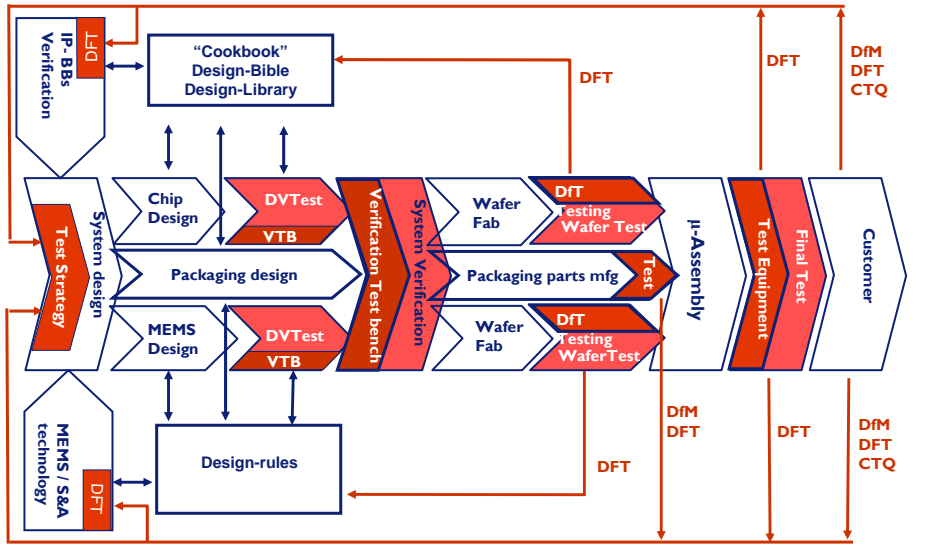 DFT
IP- BBs
Verification
“Cookbook”
Design-Bible
Design-Library
DFT
DFT
DfM
DFT
CTQ
Test Strategy
System design
Chip
Design
DVTest
VTB
Packaging design
MEMS
Design
DVTest
VTB
Verification Test bench
System Verification
Wafer
Fab
DfT
Testing
Wafer Test
Packaging parts mfg
Test
Wafer
Fab
DfT
Testing
WaferTest
μ-Assembly
Test Equipment
Final Test
Customer
MEMS / S&A
technology
DFT
Design-rules
DFT
DfM
DFT
DFT
DfM
DFT
CTQ